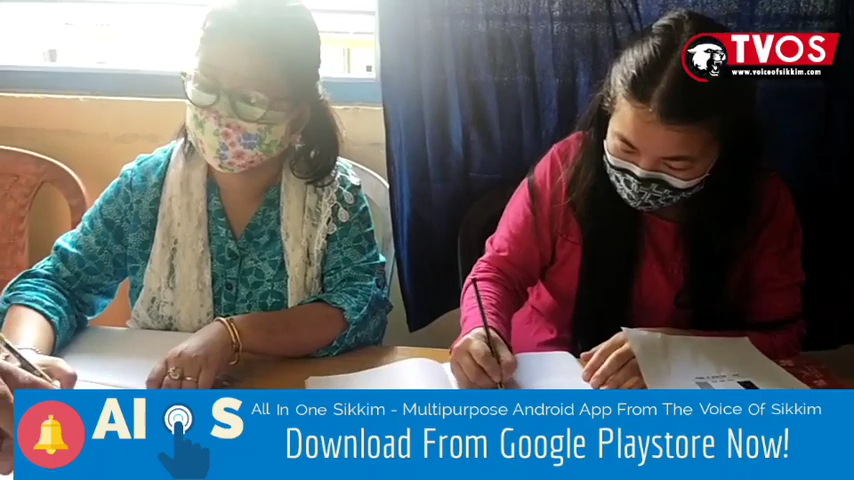 TVOS
www.voiceofsikkim.com
AIOS
All In One Sikkim - Multipurpose Android App From The Voice Of Sikkim
Download From Google Playstore Now!